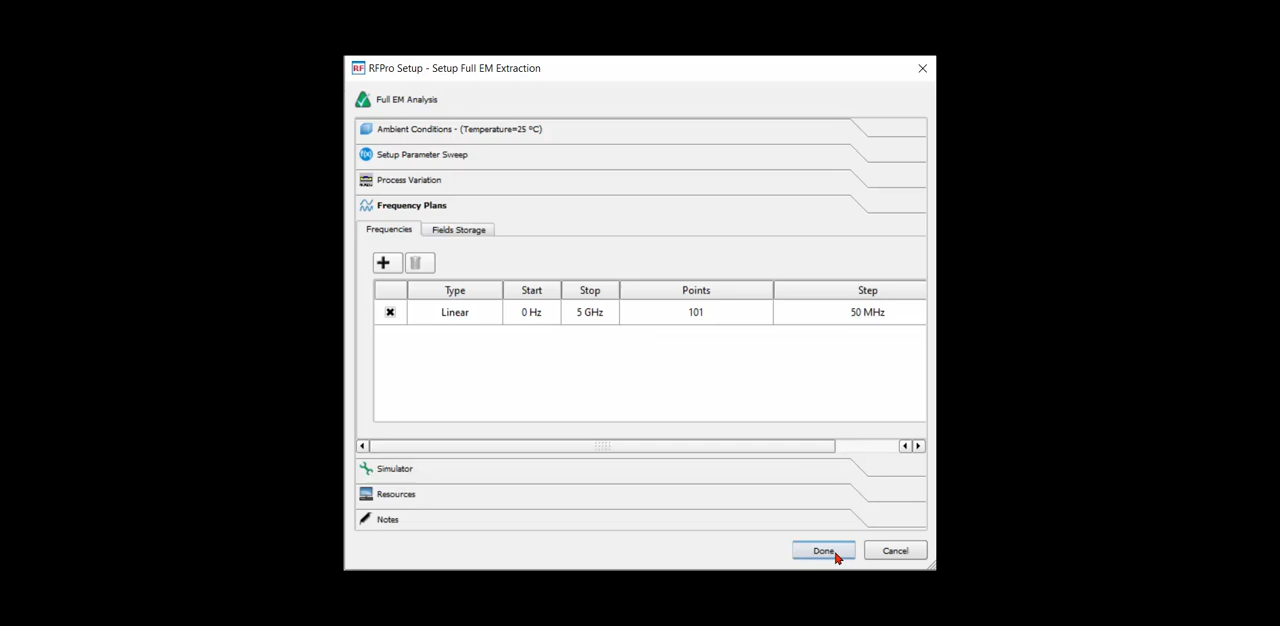 RF RFPro Setup - Setup Full EM Extraction
Full EM Analysis
Ambient Conditions - (Temperature=25 ºC)
f(x) Setup Parameter Sweep
Process Variation
Frequency Plans
Frequencies Fields Storage
Type Start Stop Points Step
Linear 0 Hz 5 GHz 101 50 MHz
Simulator
Resources
Notes
Done Cancel